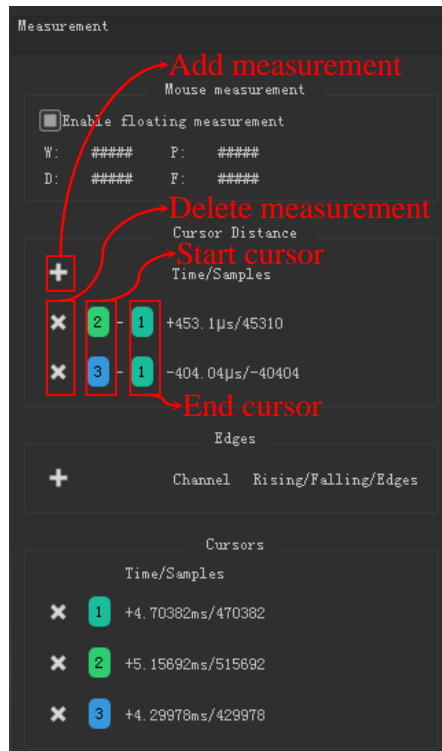 Measurement
Add measurement
Mouse measurement
Enable floating measurement
W: ##### P: #####
D: ##### F: #####
Delete measurement
Cursor Distance
Start cursor
Time/Samples
2 - 1 +453.1μs/45310
3 - 1 -404.04μs/-40404
End cursor
Edges
Channel Rising/Falling/Edges
Cursors
Time/Samples
1 +4.70382ms/470382
2 +5.15692ms/515692
3 +4.29978ms/429978